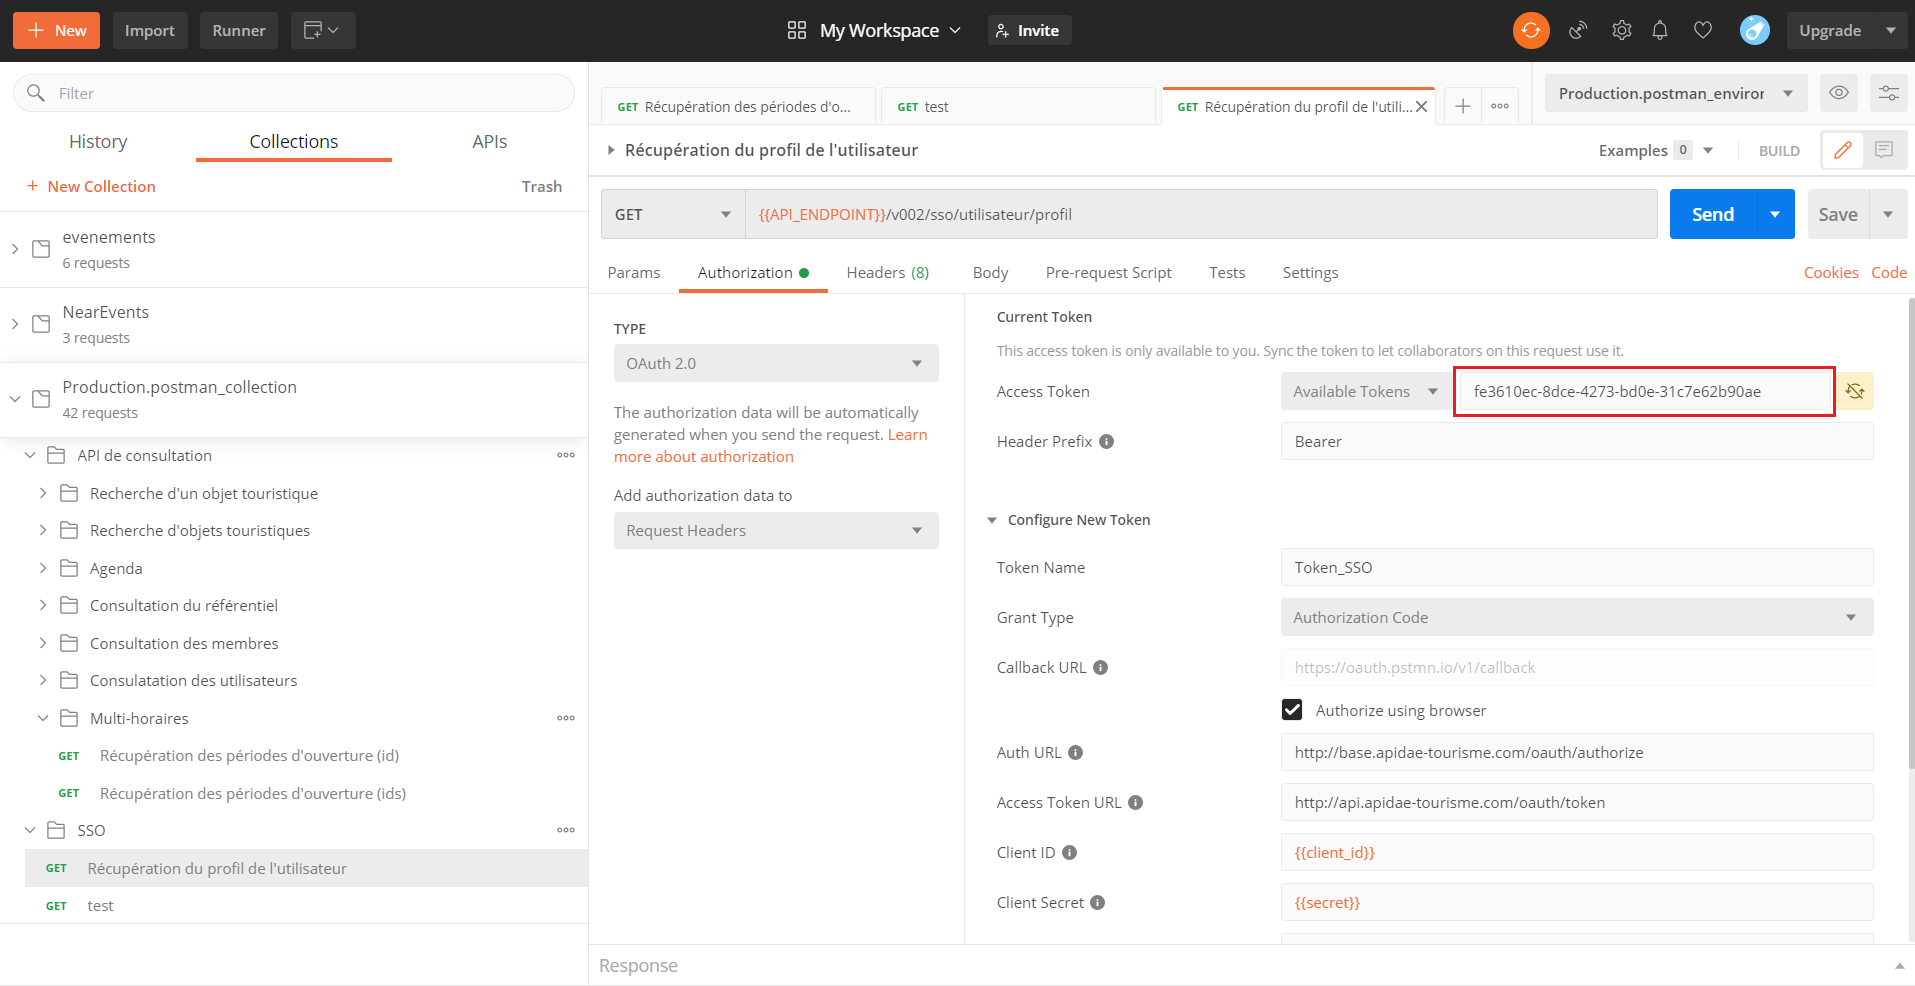 New
Import
Runner
My Workspace
Invite
Upgrade
Filter
History
Collections
APIs
+ New Collection
Trash
evenements
6 requests
NearEvents
3 requests
Production.postman_collection
42 requests
API de consultation
Recherche d'un objet touristique
Recherche d'objets touristiques
Agenda
Consultation du référentiel
Consultation des membres
Consulatation des utilisateurs
Multi-horaires
GET Récupération des périodes d'ouverture (id)
GET Récupération des périodes d'ouverture (ids)
SSO
GET Récupération du profil de l'utilisateur
GET test
GET Récupération des périodes d'o...
GET test
GET Récupération du profil de l'utili...
Production.postman_enviror
Récupération du profil de l'utilisateur
Examples 0
BUILD
GET
{{API_ENDPOINT}}/v002/sso/utilisateur/profil
Send
Save
Params
Authorization
Headers (8)
Body
Pre-request Script
Tests
Settings
Cookies
Code
TYPE
OAuth 2.0
The authorization data will be automatically
generated when you send the request. Learn
more about authorization
Add authorization data to
Request Headers
Current Token
This access token is only available to you. Sync the token to let collaborators on this request use it.
Access Token
Available Tokens
fe3610ec-8dce-4273-bd0e-31c7e62b90ae
Header Prefix
Bearer
Configure New Token
Token Name
Token_SSO
Grant Type
Authorization Code
Callback URL
https://oauth.pstmn.io/v1/callback
Authorize using browser
Auth URL
http://base.apidae-tourisme.com/oauth/authorize
Access Token URL
http://api.apidae-tourisme.com/oauth/token
Client ID
{{client_id}}
Client Secret
{{secret}}
Response